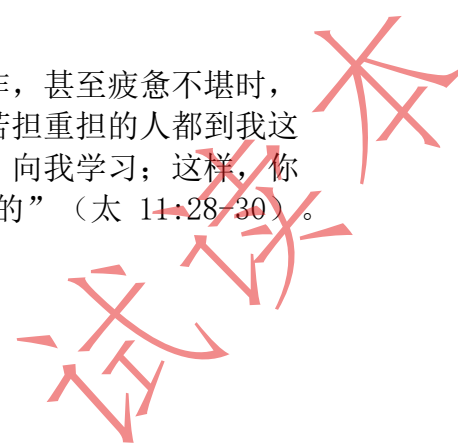 作，甚至疲惫不堪时，
苦担重担的人都到我这
向我学习；这样，你
的”（太 11:28-30）。
试读本